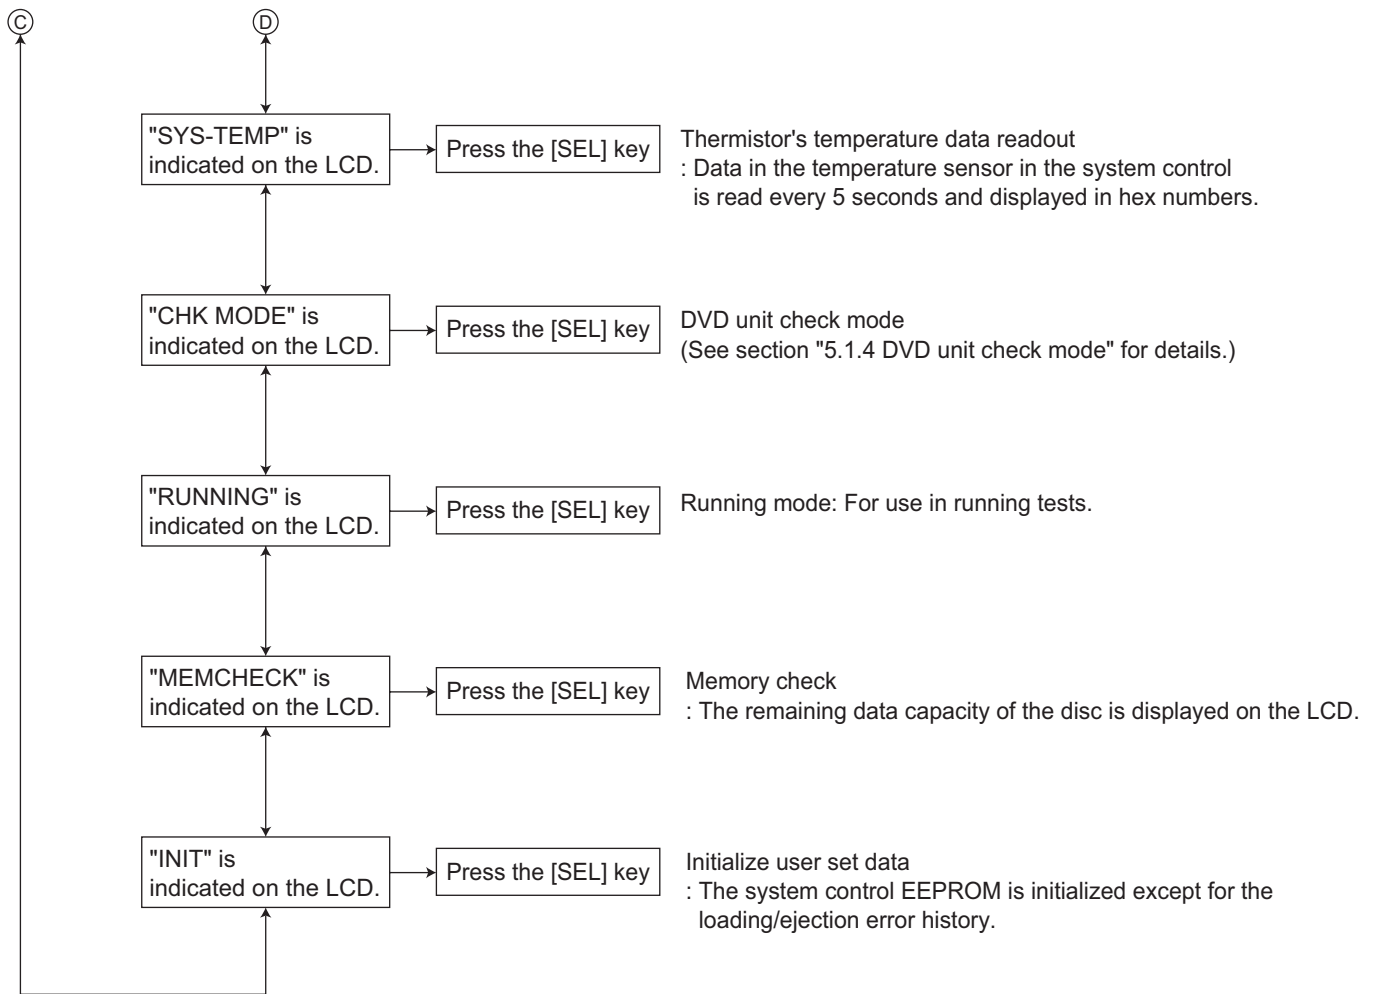 C
D
"SYS-TEMP" is
indicated on the LCD.
Press the [SEL] key
Thermistor's temperature data readout
: Data in the temperature sensor in the system control
is read every 5 seconds and displayed in hex numbers.
"CHK MODE" is
indicated on the LCD.
Press the [SEL] key
DVD unit check mode
(See section "5.1.4 DVD unit check mode" for details.)
"RUNNING" is
indicated on the LCD.
Press the [SEL] key
Running mode: For use in running tests.
"MEMCHECK" is
indicated on the LCD.
Press the [SEL] key
Memory check
: The remaining data capacity of the disc is displayed on the LCD.
"INIT" is
indicated on the LCD.
Press the [SEL] key
Initialize user set data
: The system control EEPROM is initialized except for the
loading/ejection error history.